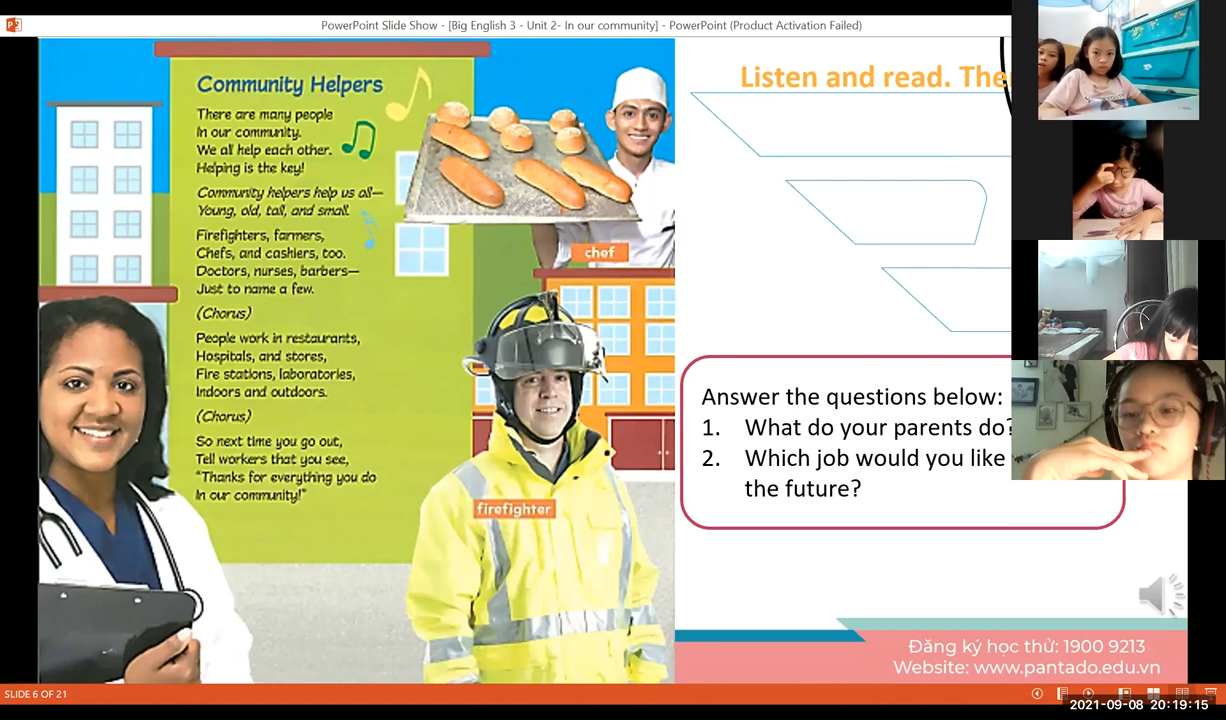 PowerPoint Slide Show - [Big English 3 - Unit 2- In our community] - PowerPoint (Product Activation Failed)
Community Helpers
There are many people
In our community.
We all help each other.
Helping is the key!
Community helpers help us all—
Young, old, tall, and small.
Firefighters, farmers,
Chefs, and cashiers, too.
Doctors, nurses, barbers—
Just to name a few.
(Chorus)
People work in restaurants,
Hospitals, and stores,
Fire stations, laboratories,
Indoors and outdoors.
(Chorus)
So next time you go out,
Tell workers that you see,
"Thanks for everything you do
In our community!"
chef
firefighter
Listen and read.
Answer the questions below:
1. What do your parents do?
2. Which job would you like
the future?
Đăng ký học thử: 1900 9213
Website: www.pantado.edu.vn
SLIDE 6 OF 21
2021-09-08 20:19:15